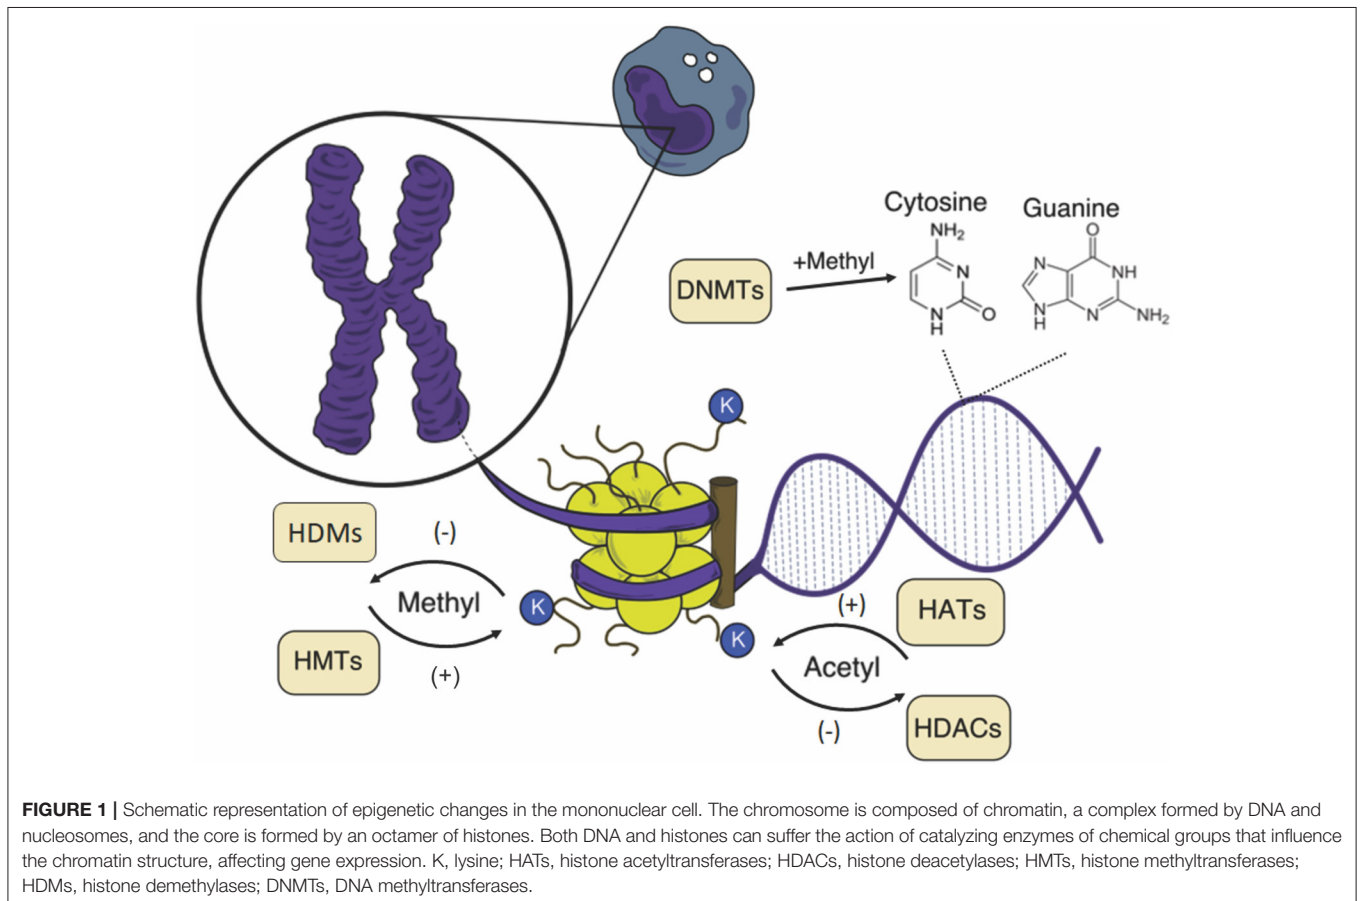 Cytosine
Guanine
NH₂
N
N
H
O
O
N
NH
N
H
N
NH₂
DNMTs
+Methyl
K
HDMs
(-)
Methyl
K
HMTs
(+)
K
(+)
HATs
Acetyl
(-)
HDACs
FIGURE 1 | Schematic representation of epigenetic changes in the mononuclear cell. The chromosome is composed of chromatin, a complex formed by DNA and
nucleosomes, and the core is formed by an octamer of histones. Both DNA and histones can suffer the action of catalyzing enzymes of chemical groups that influence
the chromatin structure, affecting gene expression. K, lysine; HATs, histone acetyltransferases; HDACs, histone deacetylases; HMTs, histone methyltransferases;
HDMs, histone demethylases; DNMTs, DNA methyltransferases.